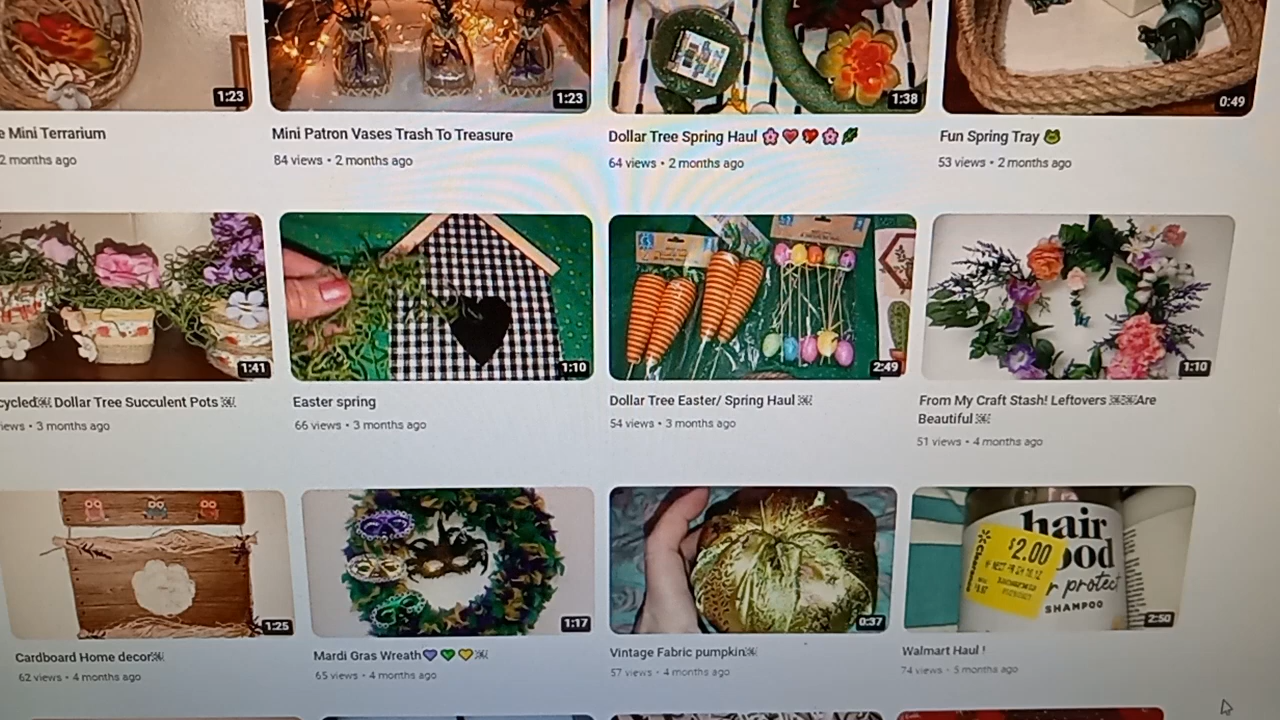 1:23
1:23
1:38
0:49
Mini Terrarium
Mini Patron Vases Trash To Treasure
Dollar Tree Spring Haul 🌸❤️💖🌸🌿
Fun Spring Tray 🐸
2 months ago
84 views • 2 months ago
64 views • 2 months ago
53 views • 2 months ago
1:41
1:10
2:49
1:10
Dollar Tree Succulent Pots
Easter spring
Dollar Tree Easter/ Spring Haul
From My Craft Stash! Leftovers Are
Beautiful
• 3 months ago
66 views • 3 months ago
54 views • 3 months ago
51 views • 4 months ago
hair
$2.00
protect
SHAMPOO
1:25
1:17
0:37
2:50
Cardboard Home decor
Mardi Gras Wreath💜💚💛
Vintage Fabric pumpkin
Walmart Haul !
62 views • 4 months ago
65 views • 4 months ago
57 views • 4 months ago
74 views • 5 months ago